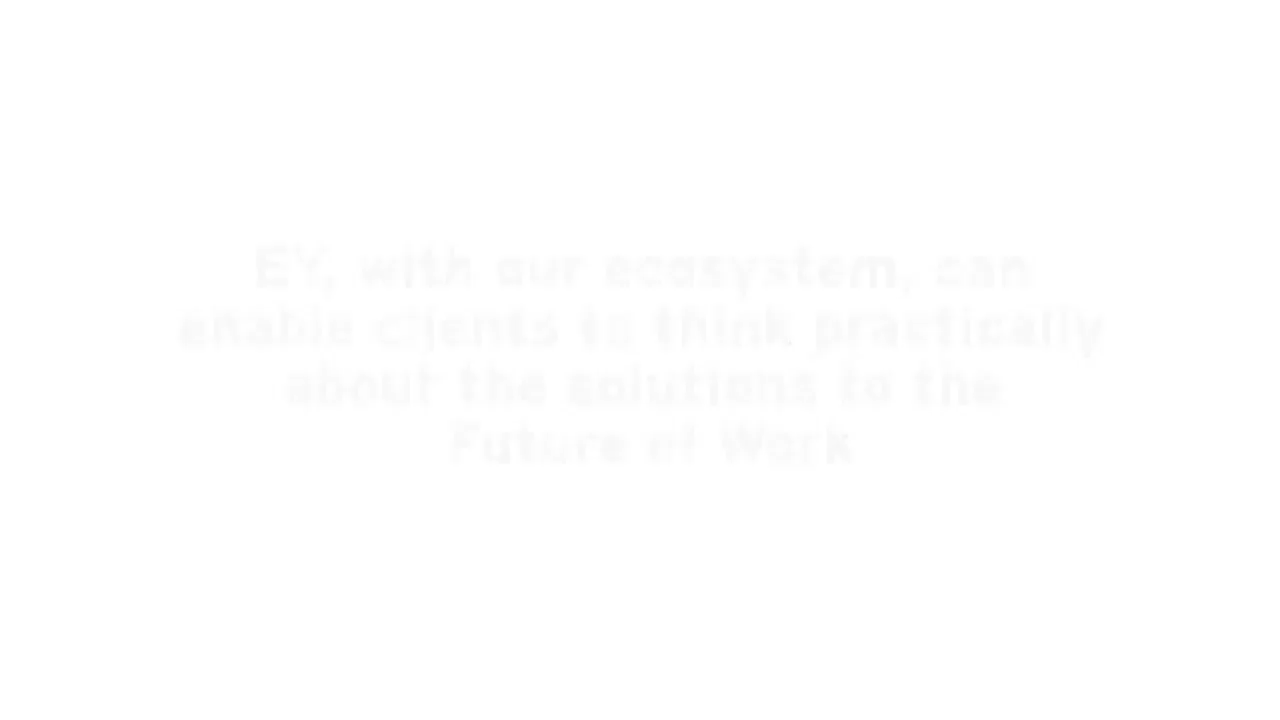 EY, with our ecosystem, can
enable clients to think practically
about the solutions to the
Future of Work